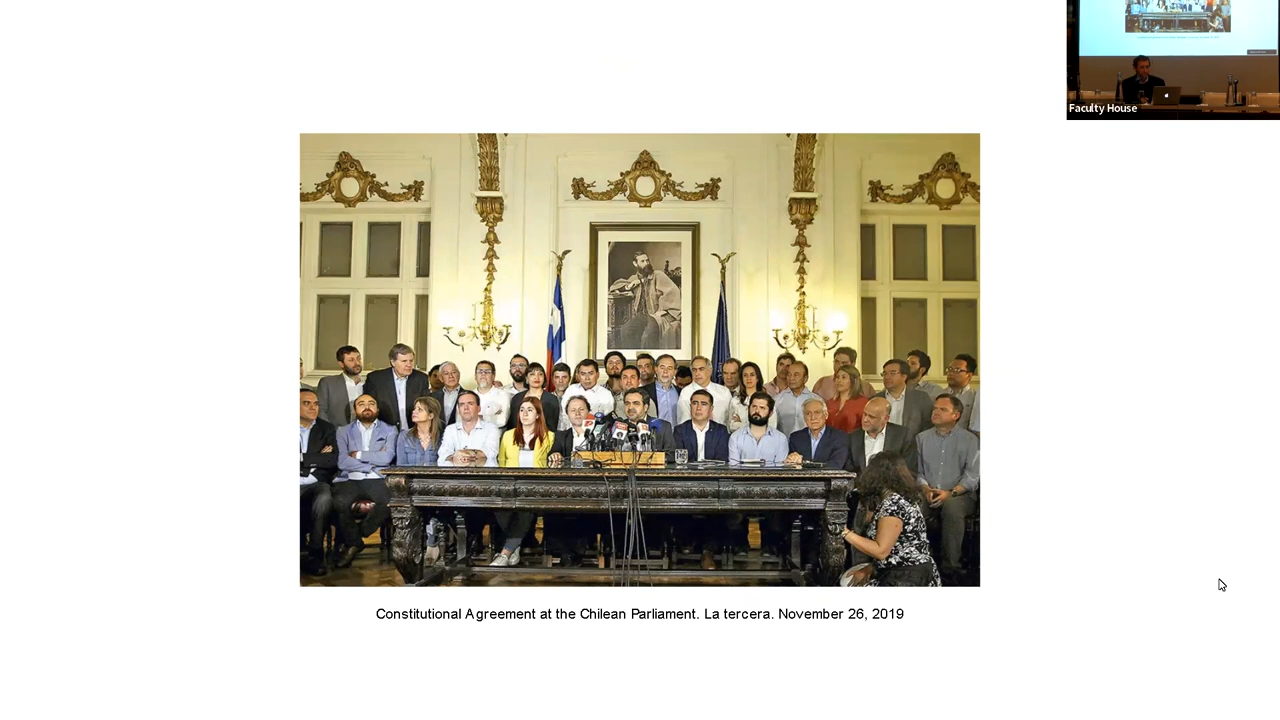 Faculty House
Constitutional Agreement at the Chilean Parliament. La tercera. November 26, 2019